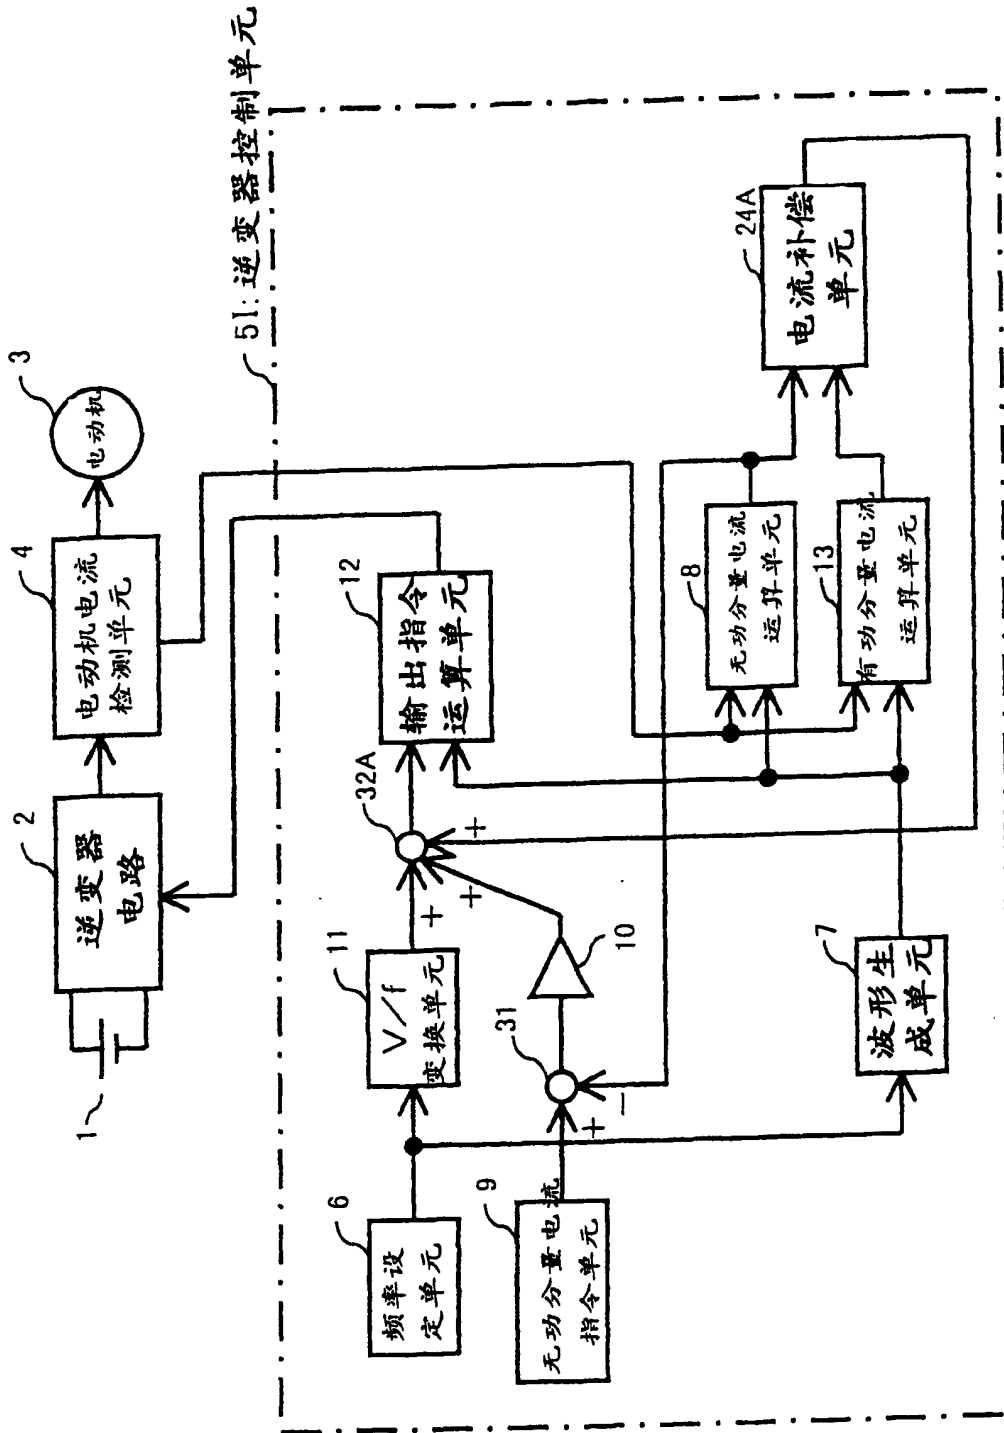 1
2
逆变器
电路
4
电动机电流
检测单元
3
电动机
51:逆变器控制单元
6
频率设
定单元
11
V/f
变换单元
+
32A
+
+
12
输出指令
运算单元
9
无功分量电流
指令单元
+
31
−
10
8
无功分量电流
运算单元
24A
电流补偿
单元
7
波形生
成单元
13
有功分量电流
运算单元